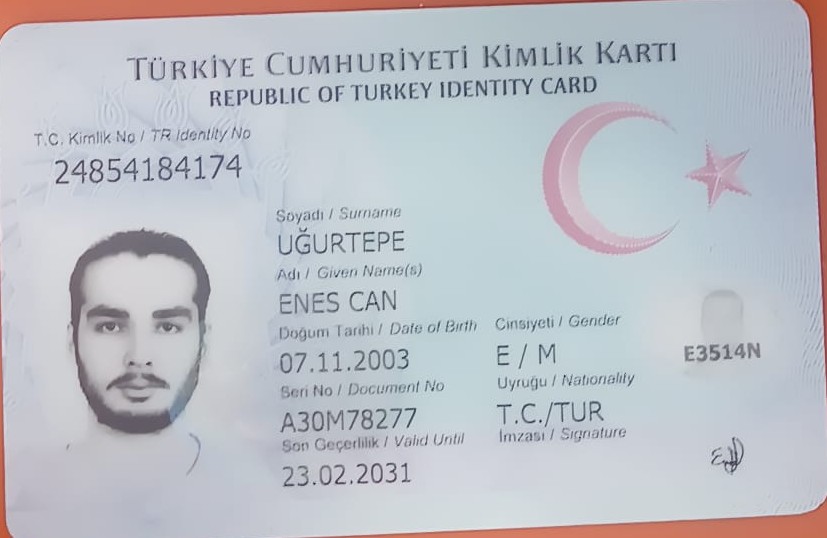 TÜRKİYE CUMHURİYETİ KİMLİK KARTI
REPUBLIC OF TURKEY IDENTITY CARD
T.C. Kimlik No / TR Identity No
24854184174
Soyadı / Surname
UĞURTEPE
Adı / Given Name(s)
ENES CAN
Doğum Tarihi / Date of Birth
07.11.2003
Cinsiyeti / Gender
E / M
Seri No / Document No
A30M78277
Uyruğu / Nationality
T.C./TUR
Son Geçerlilik / Valid Until
23.02.2031
İmzası / Signature
E3514N